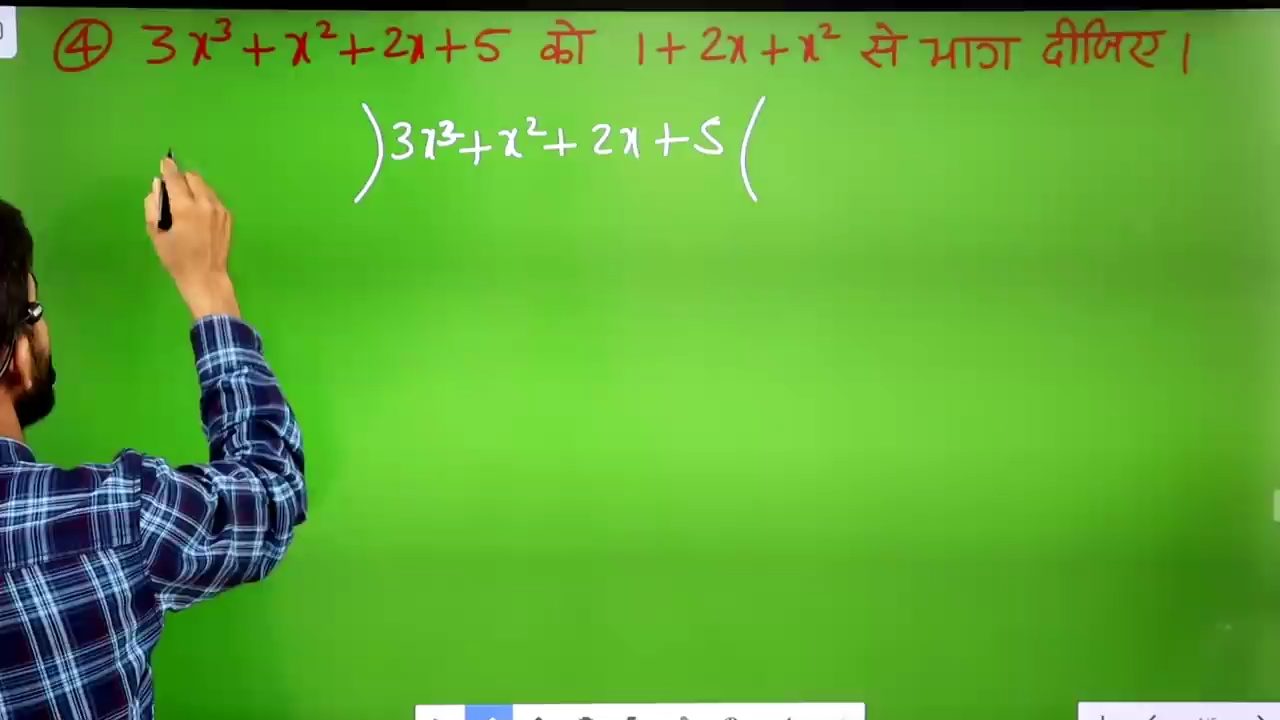 ④ 3x³ + x² + 2x + 5 को 1 + 2x + x² से भाग दीजिए।
) 3x³ + x² + 2x + 5 (